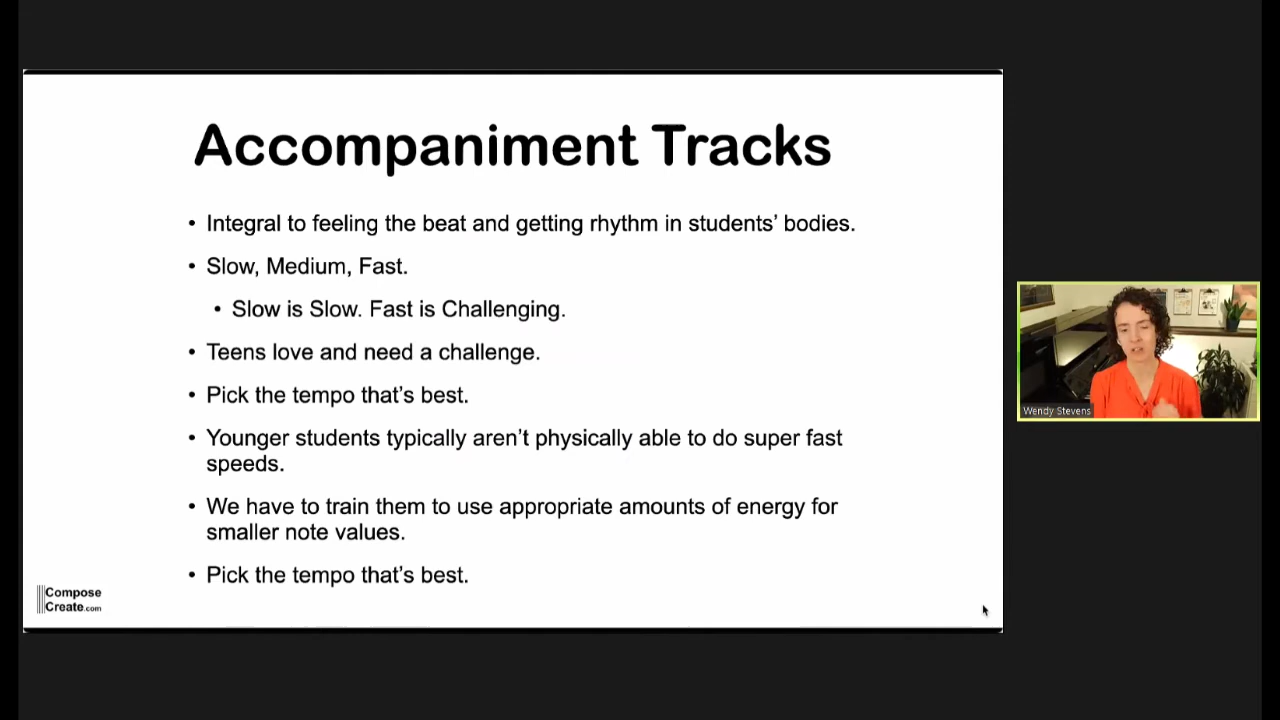 Accompaniment Tracks
• Integral to feeling the beat and getting rhythm in students’ bodies.
• Slow, Medium, Fast.
• Slow is Slow. Fast is Challenging.
• Teens love and need a challenge.
• Pick the tempo that’s best.
• Younger students typically aren’t physically able to do super fast
speeds.
• We have to train them to use appropriate amounts of energy for
smaller note values.
• Pick the tempo that’s best.
Compose
Create.com
Wendy Stevens